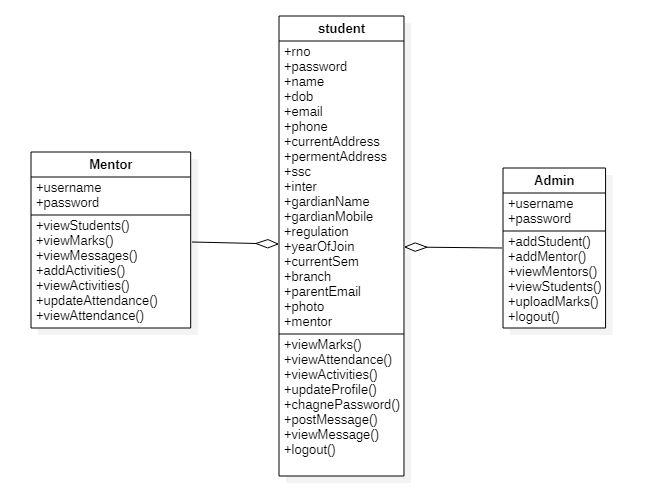 student
+rno
+password
+name
+dob
+email
+phone
+currentAddress
+permentAddress
+ssc
+inter
+gardianName
+gardianMobile
+regulation
+yearOfJoin
+currentSem
+branch
+parentEmail
+photo
+mentor
+viewMarks()
+viewAttendance()
+viewActivities()
+updateProfile()
+chagnePassword()
+postMessage()
+viewMessage()
+logout()
Mentor
+username
+password
+viewStudents()
+viewMarks()
+viewMessages()
+addActivities()
+viewActivities()
+updateAttendance()
+viewAttendance()
Admin
+username
+password
+addStudent()
+addMentor()
+viewMentors()
+viewStudents()
+uploadMarks()
+logout()